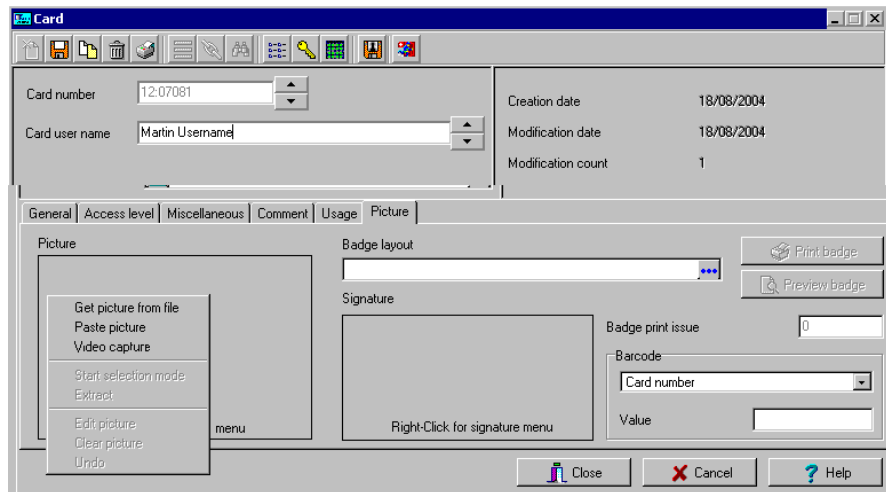 Card
Card number 12:07081
Card user name Martin Username
Creation date 18/08/2004
Modification date 18/08/2004
Modification count 1
General Access level Miscellaneous Comment Usage Picture
Picture
Get picture from file
Paste picture
Video capture
Start selection mode
Extract
Edit picture
Clear picture
Undo
menu
Badge layout
Signature
Right-Click for signature menu
Print badge
Preview badge
Badge print issue 0
Barcode
Card number
Value
Close Cancel Help